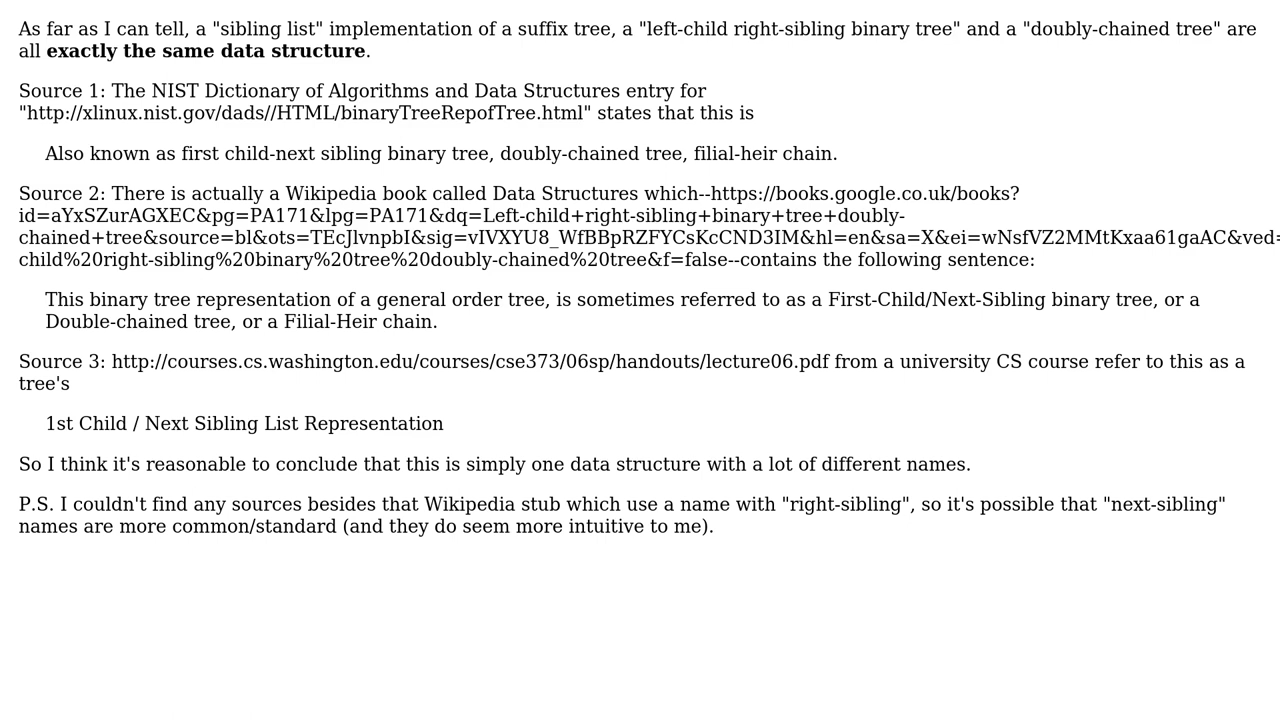 As far as I can tell, a "sibling list" implementation of a suffix tree, a "left-child right-sibling binary tree" and a "doubly-chained tree" are
all exactly the same data structure.
Source 1: The NIST Dictionary of Algorithms and Data Structures entry for
"http://xlinux.nist.gov/dads//HTML/binaryTreeRepofTree.html" states that this is
Also known as first child-next sibling binary tree, doubly-chained tree, filial-heir chain.
Source 2: There is actually a Wikipedia book called Data Structures which--https://books.google.co.uk/books?
id=aYxSZurAGXEC&pg=PA171&lpg=PA171&dq=Left-child+right-sibling+binary+tree+doubly-
chained+tree&source=bl&ots=TEcJlvnpbI&sig=vIVXYU8_WfBBpRZFYCsKcCND3IM&hl=en&sa=X&ei=wNsfVZ2MMtKxaa61gaAC&ved=
child%20right-sibling%20binary%20tree%20doubly-chained%20tree&f=false--contains the following sentence:
This binary tree representation of a general order tree, is sometimes referred to as a First-Child/Next-Sibling binary tree, or a
Double-chained tree, or a Filial-Heir chain.
Source 3: http://courses.cs.washington.edu/courses/cse373/06sp/handouts/lecture06.pdf from a university CS course refer to this as a
tree's
1st Child / Next Sibling List Representation
So I think it's reasonable to conclude that this is simply one data structure with a lot of different names.
P.S. I couldn't find any sources besides that Wikipedia stub which use a name with "right-sibling", so it's possible that "next-sibling"
names are more common/standard (and they do seem more intuitive to me).